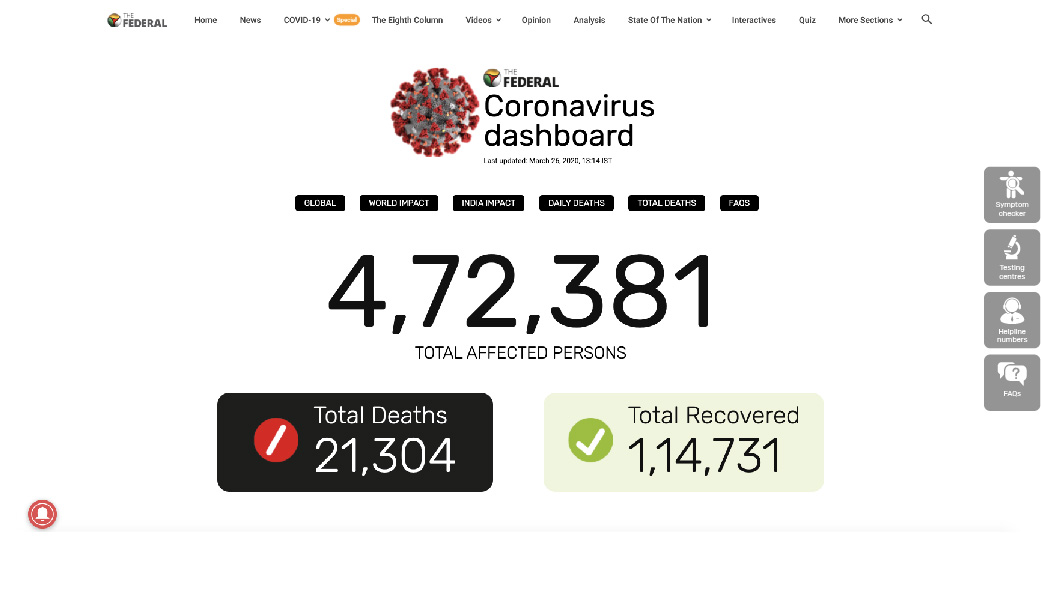 THE
FEDERAL
Home
News
COVID-19
Special
The Eighth Column
Videos
Opinion
Analysis
State Of The Nation
Interactives
Quiz
More Sections
THE
FEDERAL
Coronavirus
dashboard
Last updated: March 26, 2020, 13:14 IST
GLOBAL
WORLD IMPACT
INDIA IMPACT
DAILY DEATHS
TOTAL DEATHS
FAQS
4,72,381
TOTAL AFFECTED PERSONS
Total Deaths
21,304
Total Recovered
1,14,731
Symptom
checker
Testing
centres
Helpline
numbers
?
FAQs